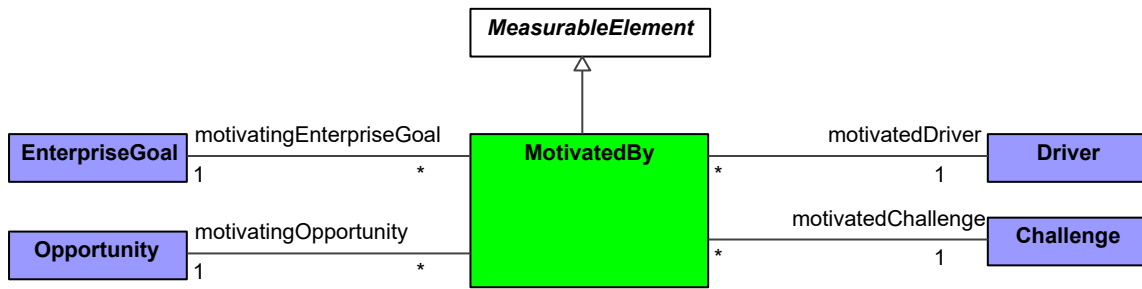 MeasurableElement
motivatingEnterpriseGoal
EnterpriseGoal
1
*
MotivatedBy
motivatedDriver
Driver
*
1
motivatingOpportunity
Opportunity
1
*
motivatedChallenge
Challenge
*
1